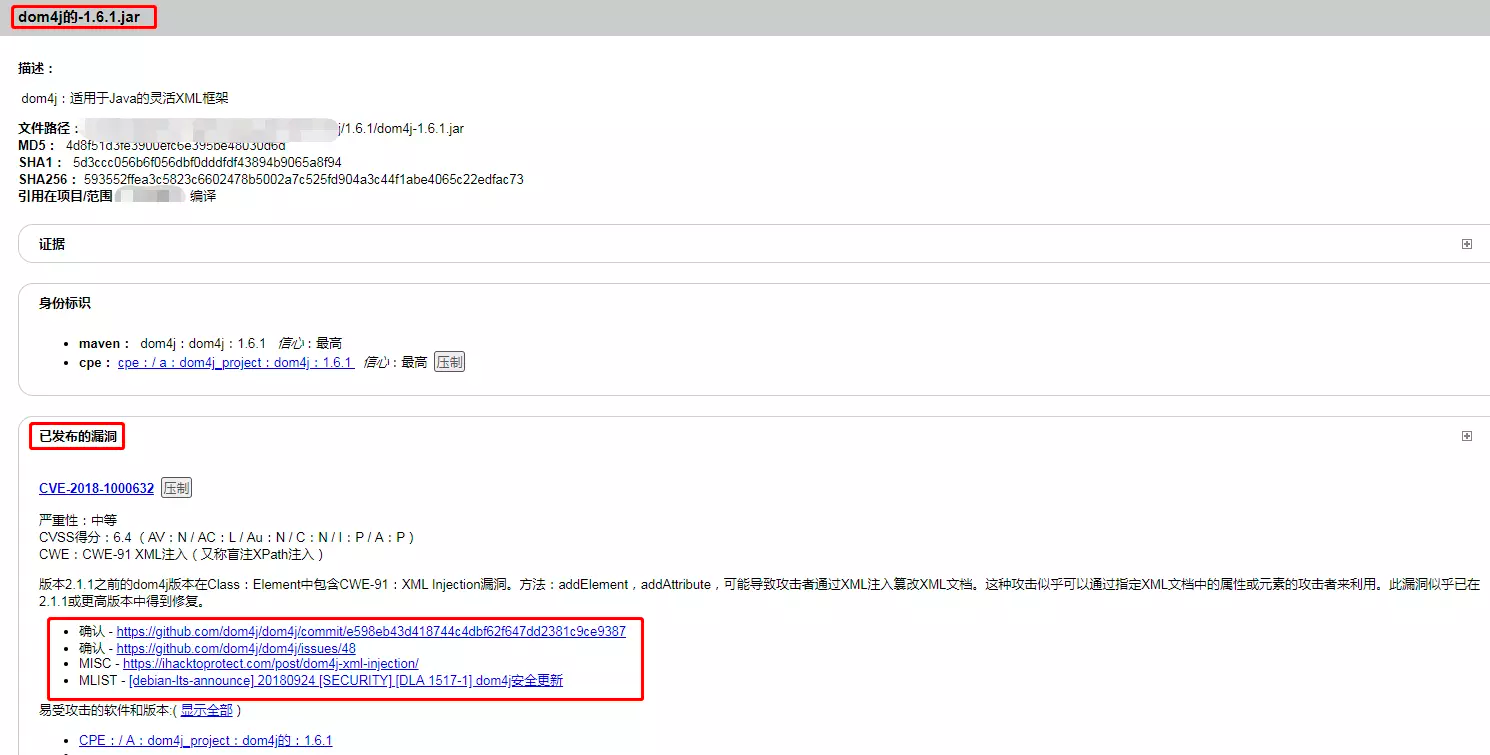 dom4j的-1.6.1.jar
描述：
dom4j：适用于Java的灵活XML框架
文件路径： j/1.6.1/dom4j-1.6.1.jar
MD5： 4d8f51d3fe3900efc6e395be48030d6d
SHA1： 5d3ccc056b6f056dbf0dddfdf43894b9065a8f94
SHA256： 593552ffea3c5823c6602478b5002a7c525fd904a3c44f1abe4065c22edfac73
引用在项目/范围 编译
证据
身份标识
• maven： dom4j：dom4j：1.6.1 信心：最高
• cpe： cpe：/ a：dom4j_project：dom4j：1.6.1 信心：最高 压制
已发布的漏洞
CVE-2018-1000632 压制
严重性：中等
CVSS得分：6.4（AV：N / AC：L / Au：N / C：N / I：P / A：P）
CWE：CWE-91 XML注入（又称盲注XPath注入）
版本2.1.1之前的dom4j版本在Class：Element中包含CWE-91：XML Injection漏洞。方法：addElement，addAttribute，可能导致攻击者通过XML注入篡改XML文档。这种攻击似乎可以通过指定XML文档中的属性或元素的攻击者来利用。此漏洞似乎已在
2.1.1或更高版本中得到修复。
• 确认 - https://github.com/dom4j/dom4j/commit/e598eb43d418744c4dbf62f647dd2381c9ce9387
• 确认 - https://github.com/dom4j/dom4j/issues/48
• MISC - https://ihacktoprotect.com/post/dom4j-xml-injection/
• MLIST - [debian-lts-announce] 20180924 [SECURITY] [DLA 1517-1] dom4j安全更新
易受攻击的软件和版本:( 显示全部 ）
• CPE：/ A：dom4j_project：dom4j的：1.6.1